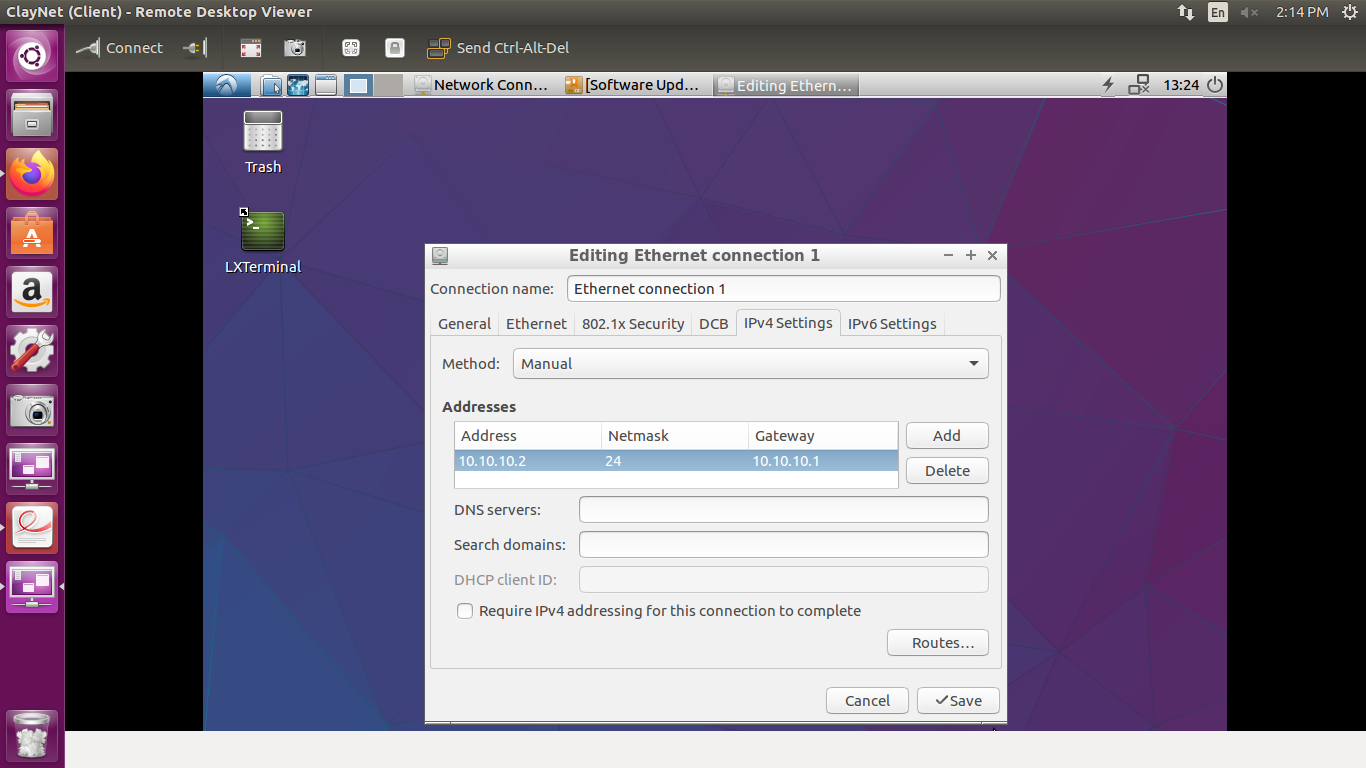 ClayNet (Client) - Remote Desktop Viewer
En
2:14 PM
Connect
Send Ctrl-Alt-Del
Network Conn...
[Software Upd...
Editing Ethern...
13:24
Trash
>_
LXTerminal
Editing Ethernet connection 1
Connection name: Ethernet connection 1
General Ethernet 802.1x Security DCB IPv4 Settings IPv6 Settings
Method: Manual
Addresses
Address Netmask Gateway Add
10.10.10.2 24 10.10.10.1
Delete
DNS servers:
Search domains:
DHCP client ID:
Require IPv4 addressing for this connection to complete
Routes...
Cancel Save